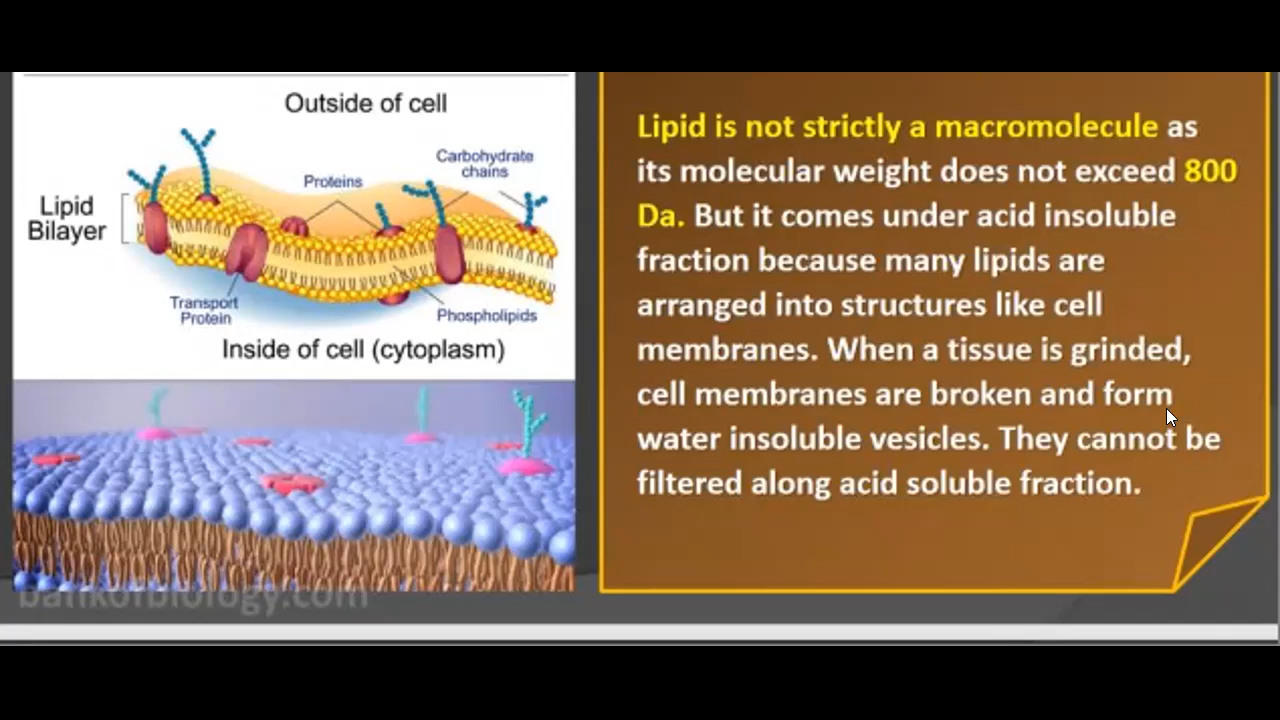 Outside of cell
Carbohydrate
chains
Proteins
Lipid
Bilayer
Transport
Protein
Phospholipids
Inside of cell (cytoplasm)
bankofbiology.com
Lipid is not strictly a macromolecule as
its molecular weight does not exceed 800
Da. But it comes under acid insoluble
fraction because many lipids are
arranged into structures like cell
membranes. When a tissue is grinded,
cell membranes are broken and form
water insoluble vesicles. They cannot be
filtered along acid soluble fraction.